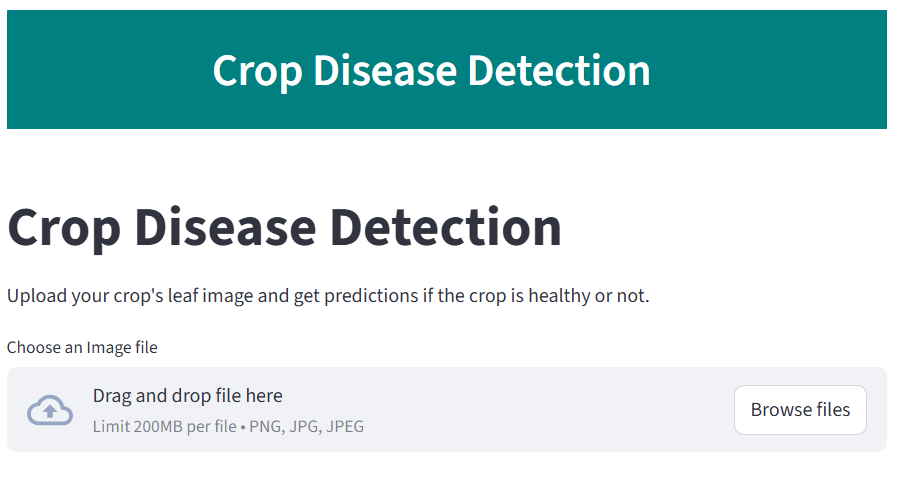 Crop Disease Detection
Crop Disease Detection
Upload your crop's leaf image and get predictions if the crop is healthy or not.
Choose an Image file
Drag and drop file here
Limit 200MB per file • PNG, JPG, JPEG
Browse files